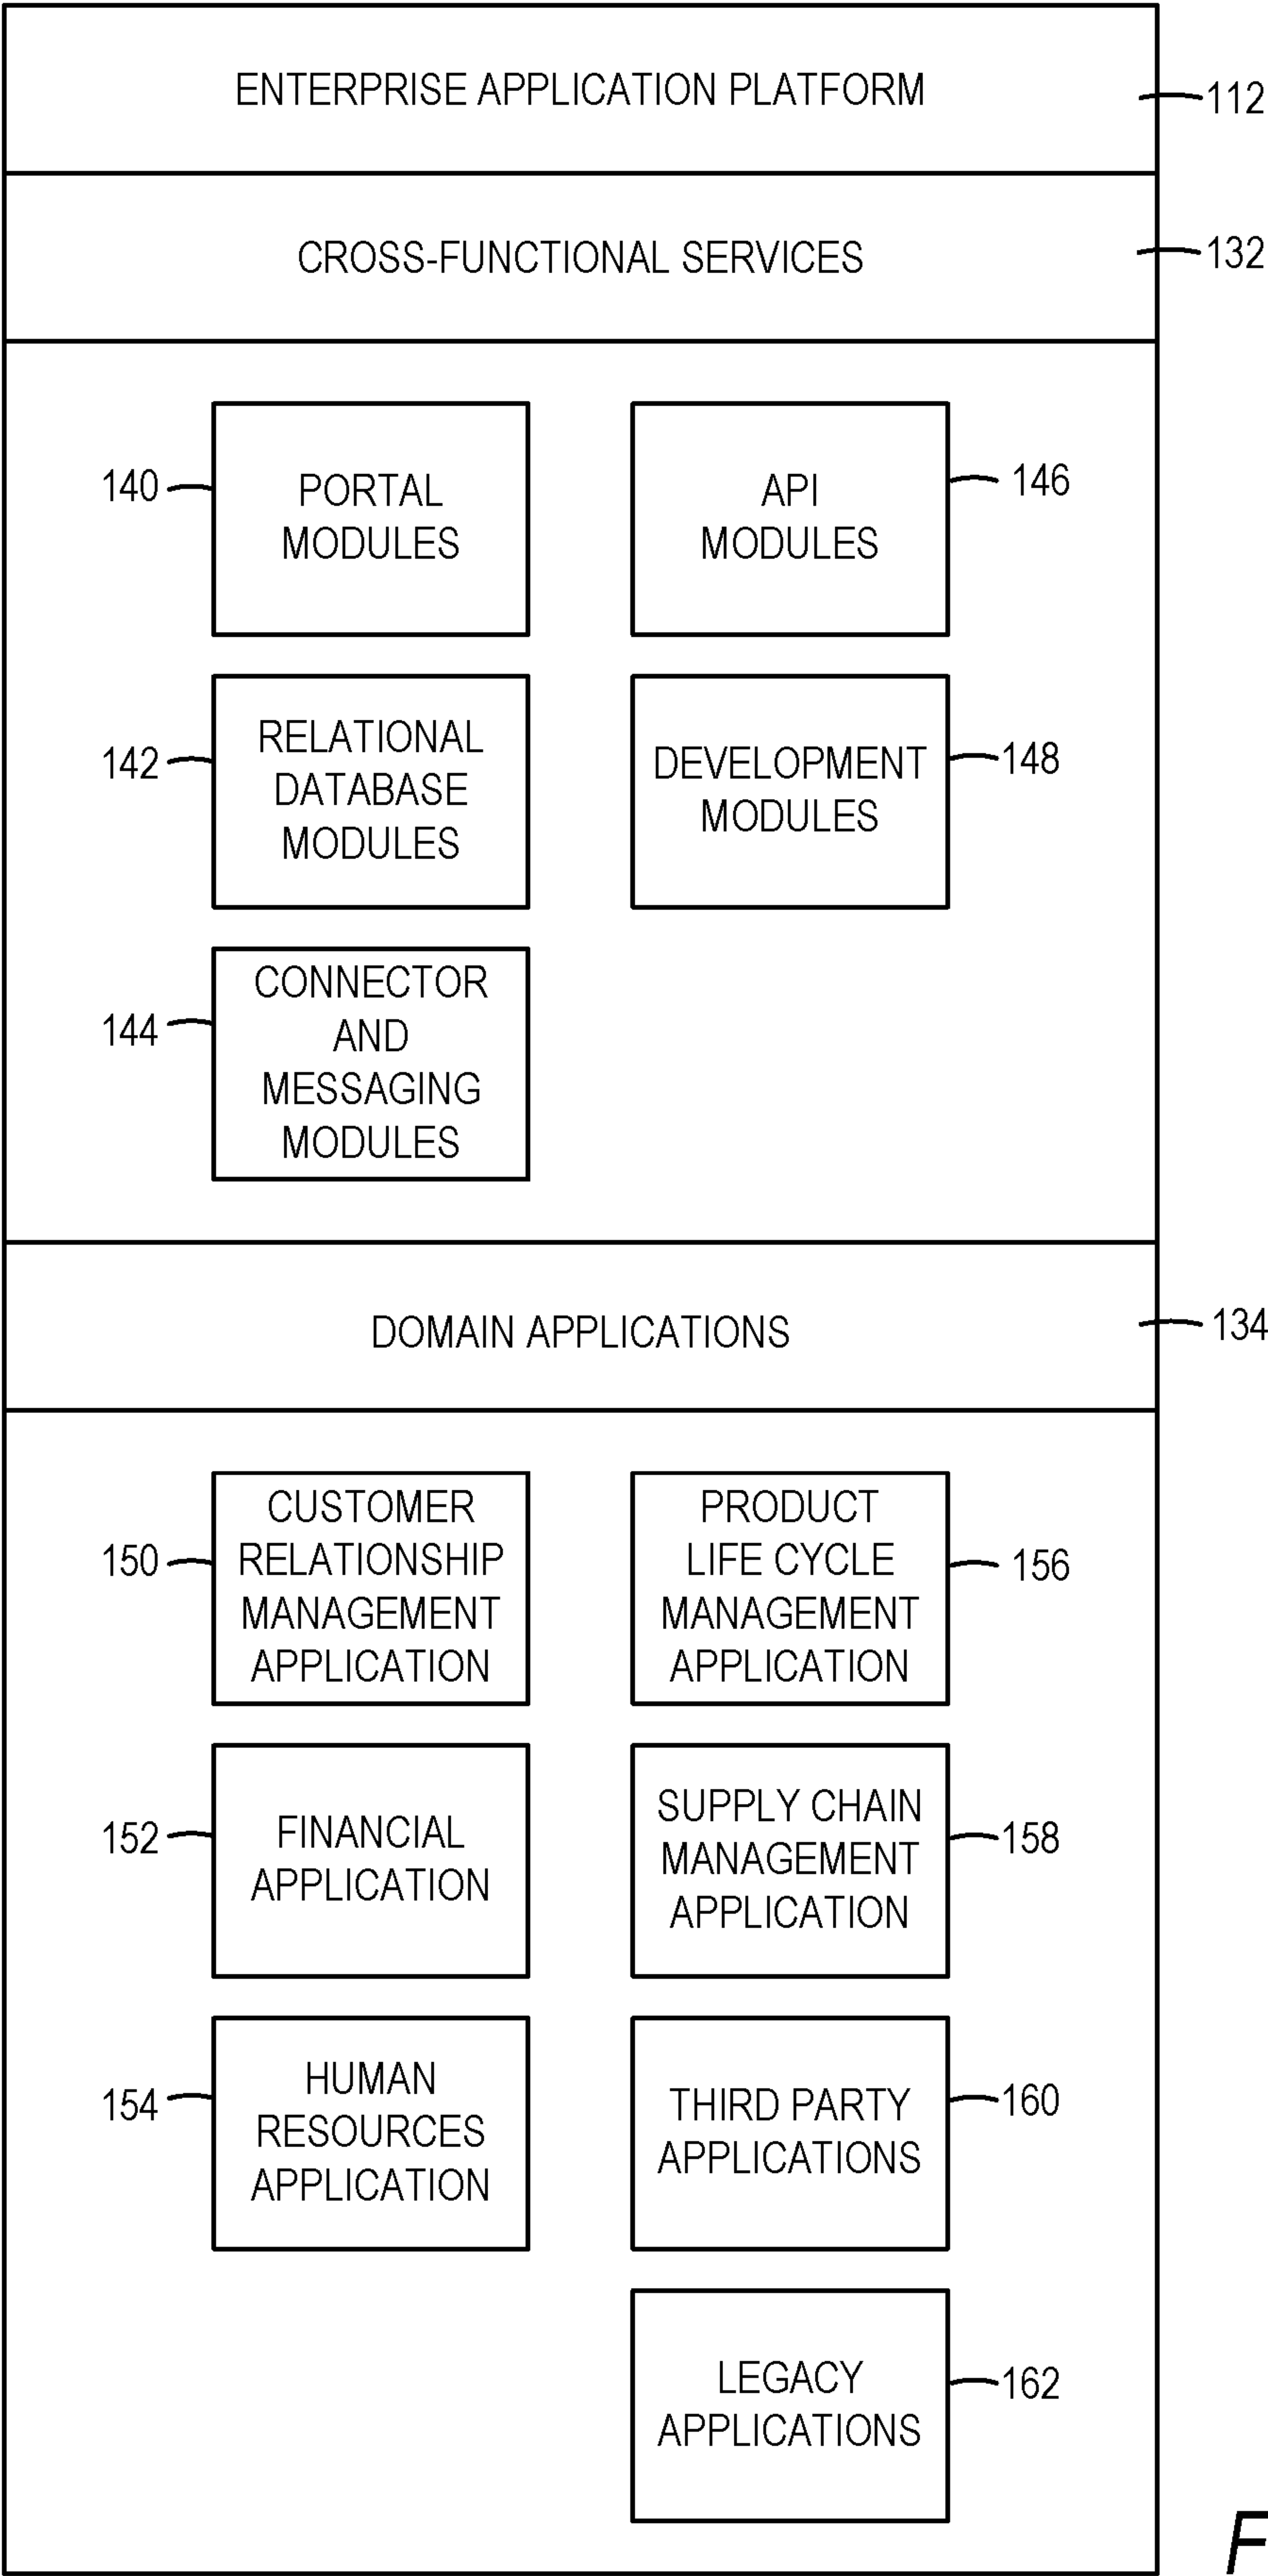 ENTERPRISE APPLICATION PLATFORM
112
CROSS-FUNCTIONAL SERVICES
132
140
PORTAL
MODULES
API
MODULES
146
142
RELATIONAL
DATABASE
MODULES
DEVELOPMENT
MODULES
148
144
CONNECTOR
AND
MESSAGING
MODULES
DOMAIN APPLICATIONS
134
150
CUSTOMER
RELATIONSHIP
MANAGEMENT
APPLICATION
PRODUCT
LIFE CYCLE
MANAGEMENT
APPLICATION
156
152
FINANCIAL
APPLICATION
SUPPLY CHAIN
MANAGEMENT
APPLICATION
158
154
HUMAN
RESOURCES
APPLICATION
THIRD PARTY
APPLICATIONS
160
LEGACY
APPLICATIONS
162
F